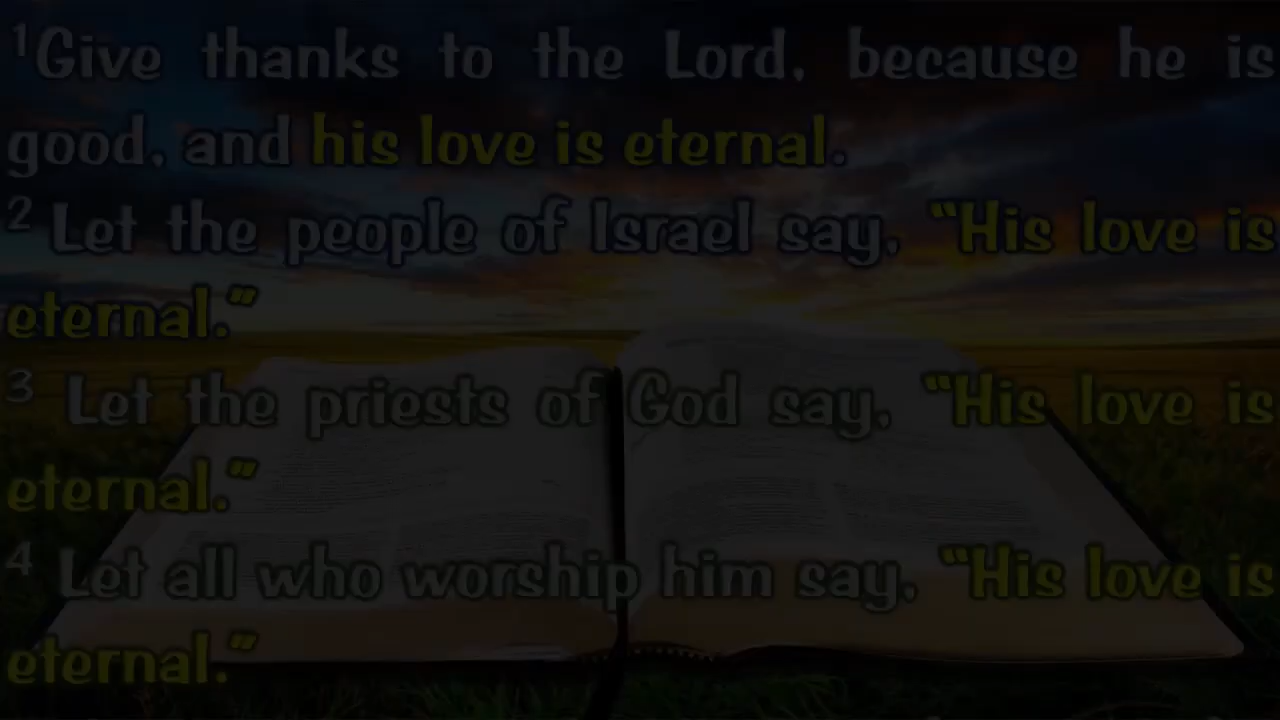 ¹Give thanks to the Lord, because he is
good, and his love is eternal.
² Let the people of Israel say, “His love is
eternal.”
³ Let the priests of God say, “His love is
eternal.”
⁴ Let all who worship him say, “His love is
eternal.”